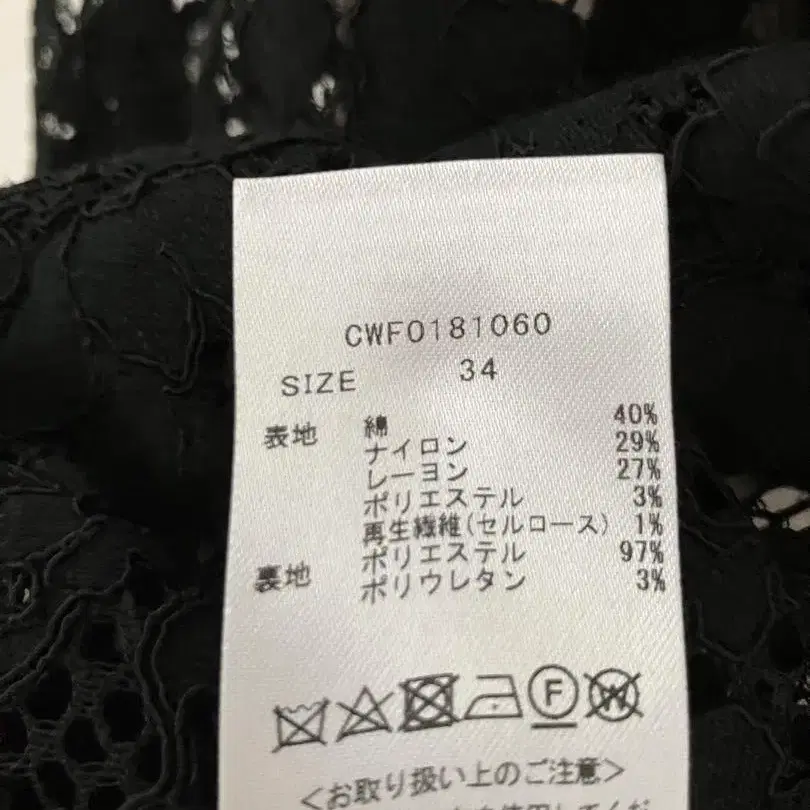 CWF0181060
SIZE 34
表地 綿 40%
ナイロン 29%
レーヨン 27%
ポリエステル 3%
再生繊維(セルロース) 1%
裏地 ポリエステル 97%
ポリウレタン 3%
F W
<お取り扱い上のご注意>